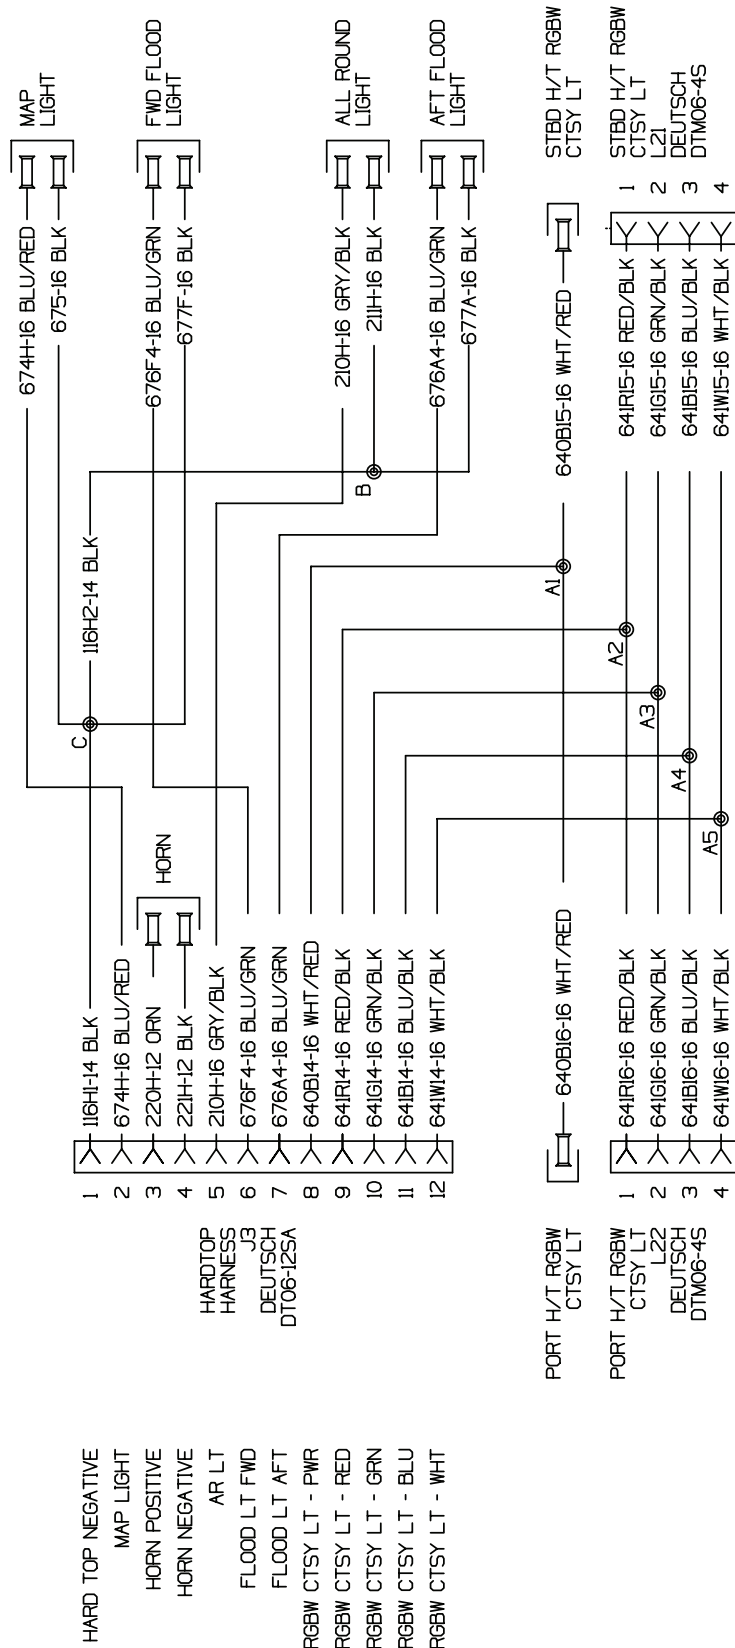 HARD TOP NEGATIVE
MAP LIGHT
HORN POSITIVE
HORN NEGATIVE
AR LT
FLOOD LT FWD
FLOOD LT AFT
RGBW CTSY LT - PWR
RGBW CTSY LT - RED
RGBW CTSY LT - GRN
RGBW CTSY LT - BLU
RGBW CTSY LT - WHT
HARDTOP
HARNESS
J3
DEUTSCH
DT06-12SA
1
2
3
4
5
6
7
8
9
10
11
12
116H1-14 BLK
674H-16 BLU/RED
220H-12 ORN
221H-12 BLK
210H-16 GRY/BLK
676F4-16 BLU/GRN
676A4-16 BLU/GRN
640B14-16 WHT/RED
641R14-16 RED/BLK
641G14-16 GRN/BLK
641B14-16 BLU/BLK
641W14-16 WHT/BLK
HORN
C
116H2-14 BLK
B
674H-16 BLU/RED
675-16 BLK
676F4-16 BLU/GRN
677F-16 BLK
210H-16 GRY/BLK
211H-16 BLK
676A4-16 BLU/GRN
677A-16 BLK
MAP
LIGHT
FWD FLOOD
LIGHT
ALL ROUND
LIGHT
AFT FLOOD
LIGHT
PORT H/T RGBW
CTSY LT
640B16-16 WHT/RED
A1
640B15-16 WHT/RED
STBD H/T RGBW
CTSY LT
PORT H/T RGBW
CTSY LT
L22
DEUTSCH
DTM06-4S
1
2
3
4
641R16-16 RED/BLK
641G16-16 GRN/BLK
641B16-16 BLU/BLK
641W16-16 WHT/BLK
A2
A3
A4
A5
641R15-16 RED/BLK
641G15-16 GRN/BLK
641B15-16 BLU/BLK
641W15-16 WHT/BLK
1
2
3
4
STBD H/T RGBW
CTSY LT
L21
DEUTSCH
DTM06-4S